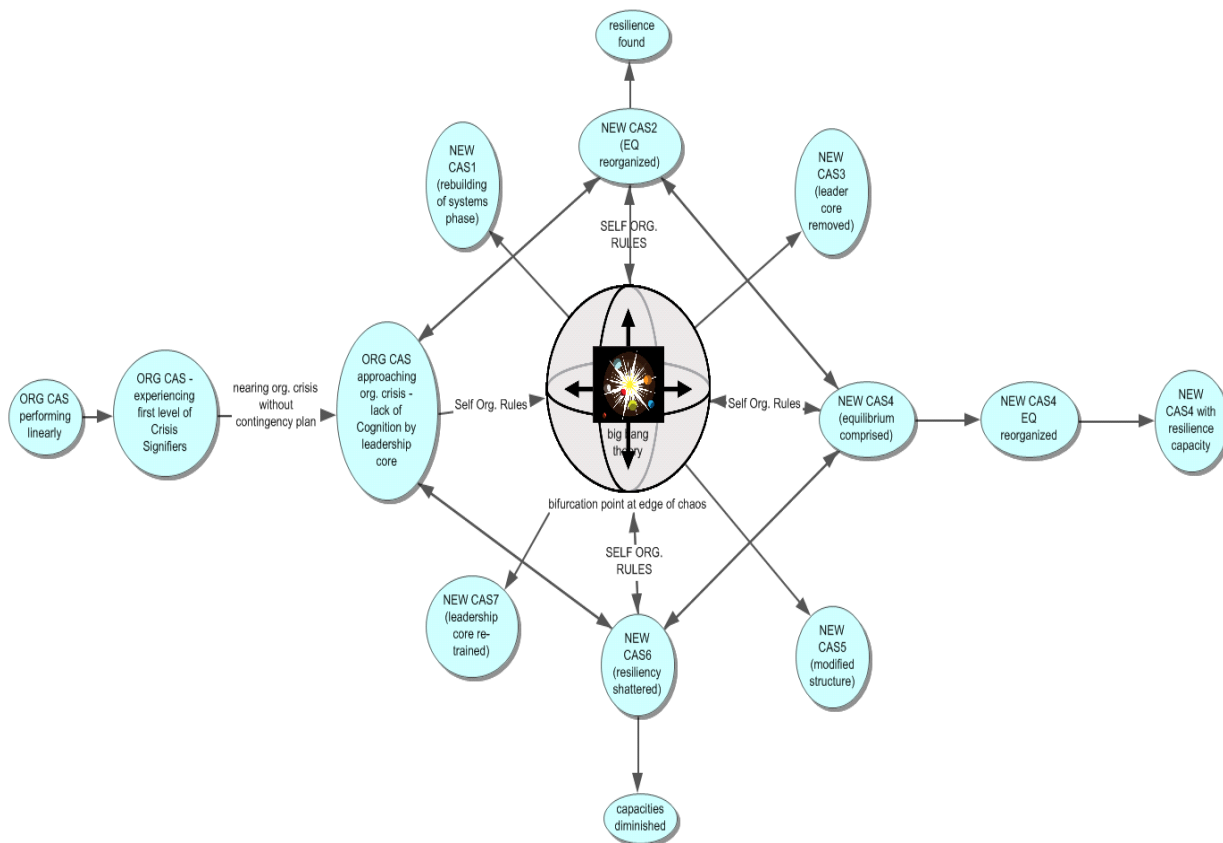 resilience
found
NEW CAS2
(EQ
reorganized)
NEW
CAS1
(rebuilding
of systems
phase)
NEW
CAS3
(leader
core
removed)
SELF ORG.
RULES
ORG CAS
performing
linearly
ORG CAS -
experiencing
first level of
Crisis
Signifiers
nearing org. crisis
without
contingency plan
ORG CAS
approaching
org. crisis -
lack of
Cognition by
leadership
core
Self Org. Rules
big bang
theory
Self Org. Rules
NEW CAS4
(equilibrium
comprised)
NEW CAS4
EQ
reorganized
NEW
CAS4 with
resilience
capacity
bifurcation point at edge of chaos
SELF ORG.
RULES
NEW CAS7
(leadership
core re-
trained)
NEW
CAS6
(resiliency
shattered)
NEW
CAS5
(modified
structure)
capacities
diminished